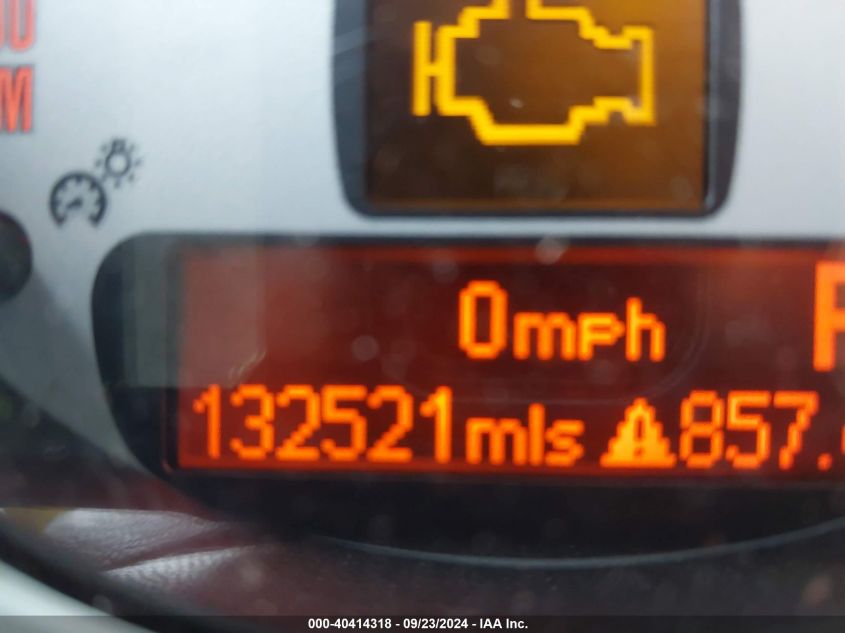 0mph
132521mls 857.
000-40414318 - 09/23/2024 - IAA Inc.